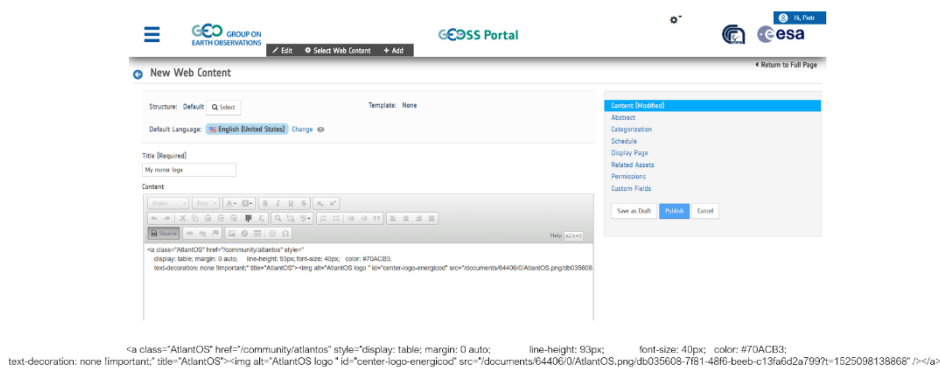 GEO GROUP ON
EARTH OBSERVATIONS
GEOSS Portal
Hi, Piotr
esa
Edit Select Web Content + Add
Return to Full Page
New Web Content
Structure: Default Select Template: None
Default Language: English (United States) Change
Title (Required)
My mirror logo
Content
Styles Size A B I U S
Source Help
<a class="AtlantOS" href="/community/atlantos" style="
display: table; margin: 0 auto; line-height: 93px; font-size: 40px; color: #70ACB3;
text-decoration: none !important;" title="AtlantOS"><img alt="AtlantOS logo " id="center-logo-energicod" src="/documents/64406/0/AtlantOS.png/db035608
Content (Modified)
Abstract
Categorization
Schedule
Display Page
Related Assets
Permissions
Custom Fields
Save as Draft Publish Cancel
<a class="AtlantOS" href="/community/atlantos" style="display: table; margin: 0 auto; line-height: 93px; font-size: 40px; color: #70ACB3;
text-decoration: none !important;" title="AtlantOS"><img alt="AtlantOS logo " id="center-logo-energicod" src="/documents/64406/0/AtlantOS.png/db035608-7f81-48f6-beeb-c13fa6d2a799?t=1525098138868" /></a>